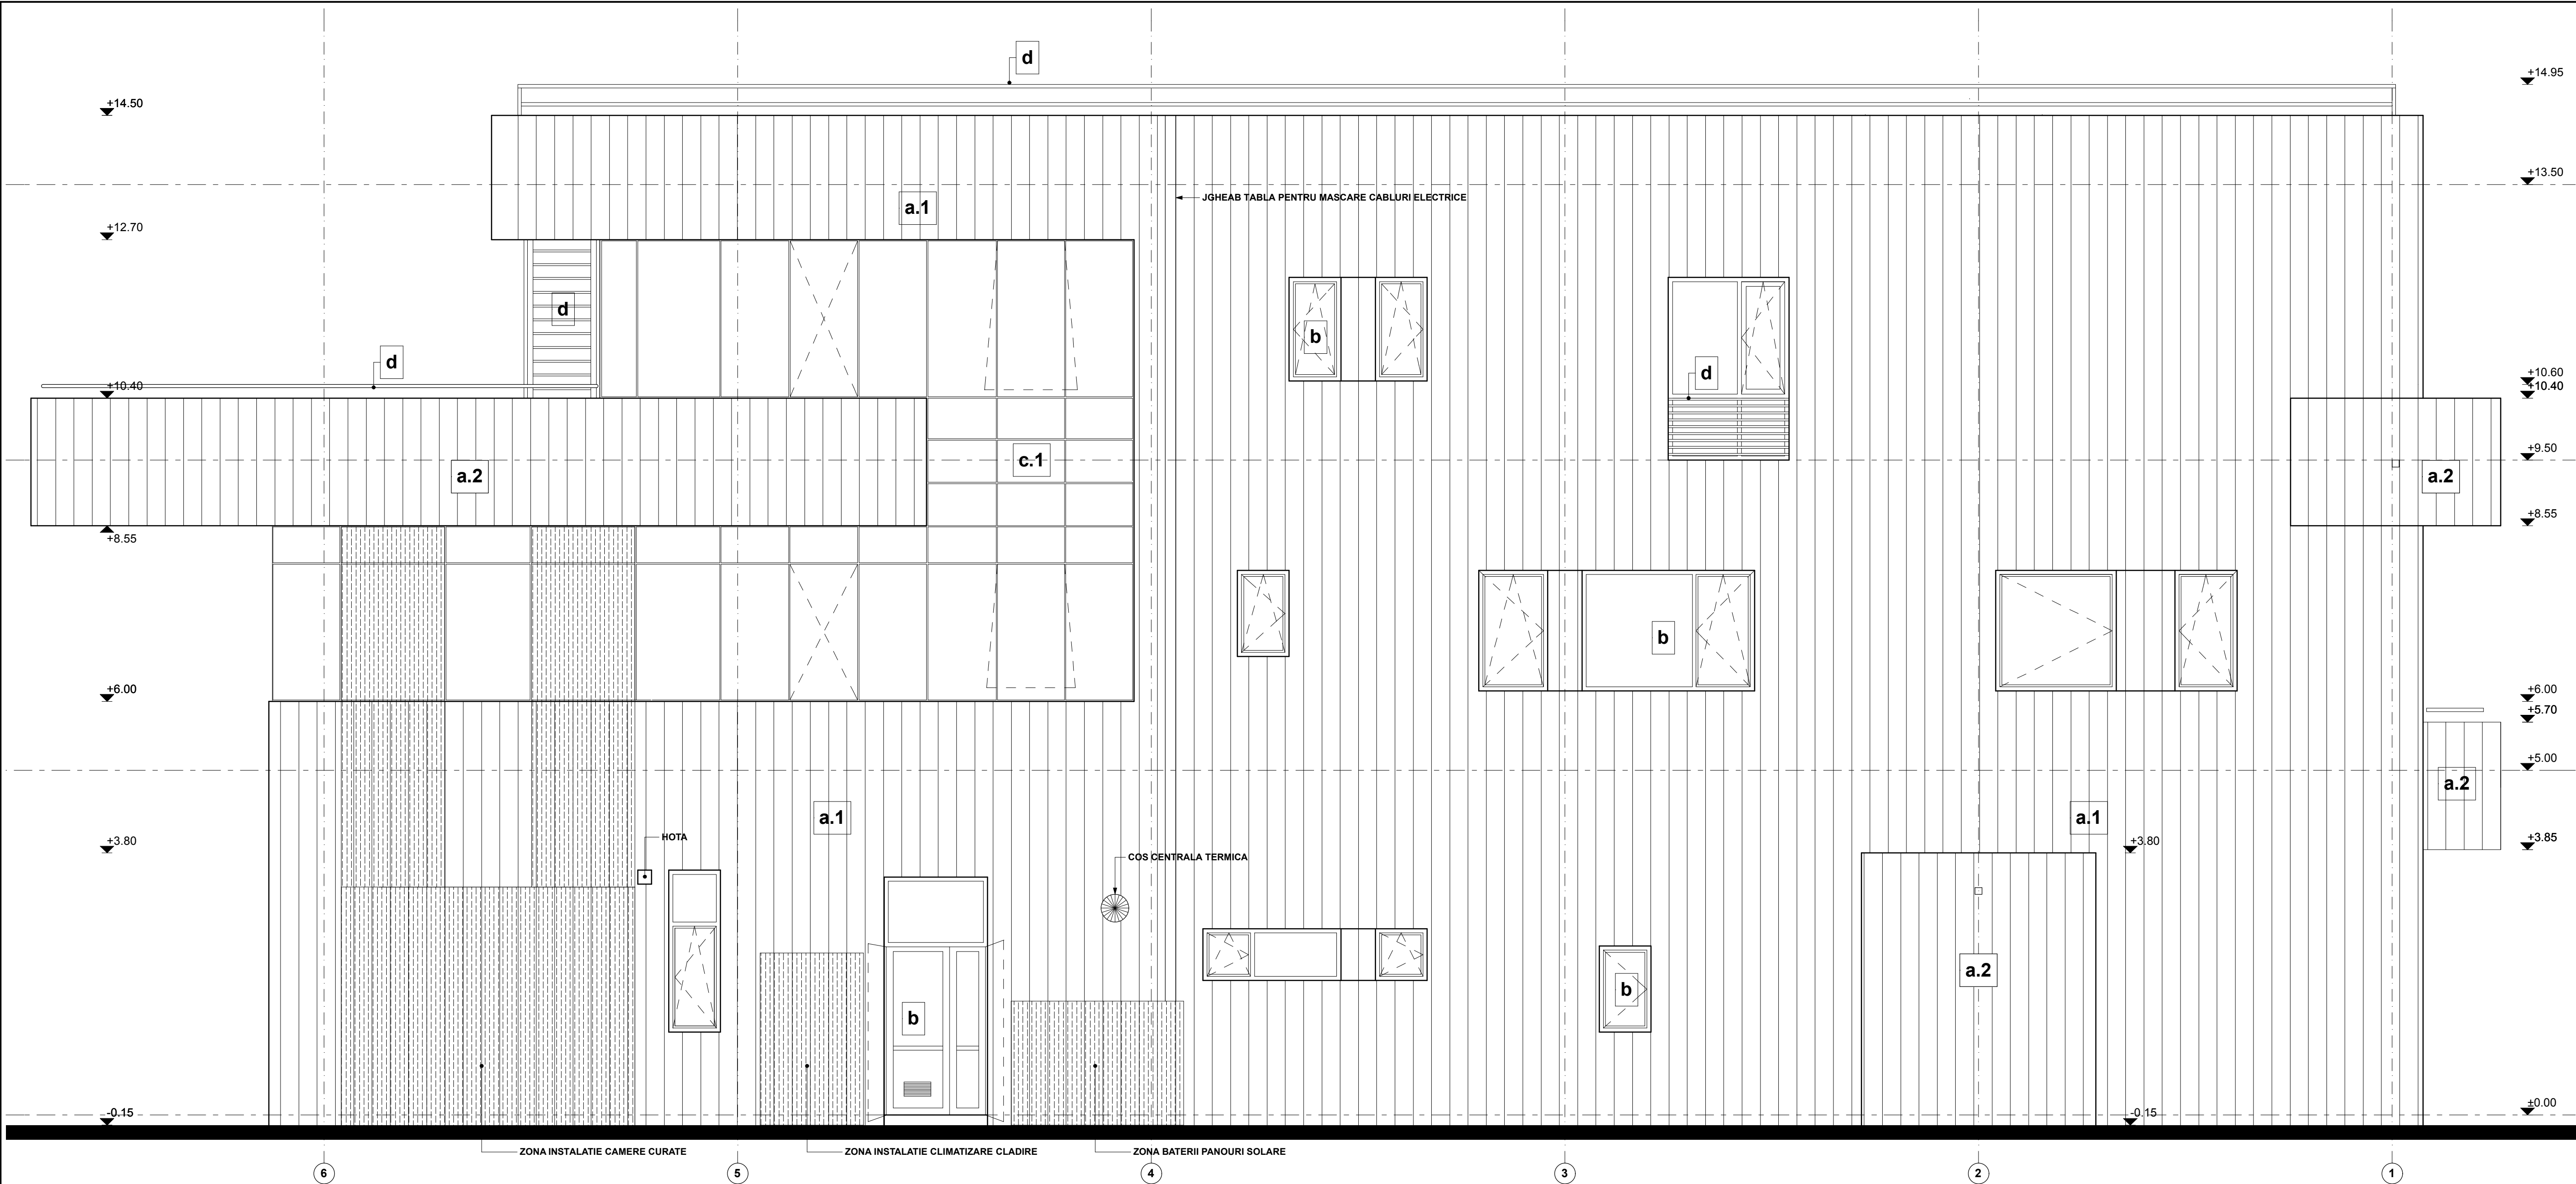 d
+14.95
+14.50
+13.50
JGHEAB TABLA PENTRU MASCARE CABLURI ELECTRICE
a.1
+12.70
d
b
d
d
+10.40
+10.60
+10.40
+9.50
c.1
a.2
a.2
+8.55
+8.55
b
+6.00
+6.00
+5.70
+5.00
a.2
a.1
a.1
HOTA
+3.80
+3.80
+3.85
COS CENTRALA TERMICA
a.2
b
b
-0.15
-0.15
±0.00
ZONA INSTALATIE CAMERE CURATE
ZONA INSTALATIE CLIMATIZARE CLADIRE
ZONA BATERII PANOURI SOLARE
6
5
4
3
2
1